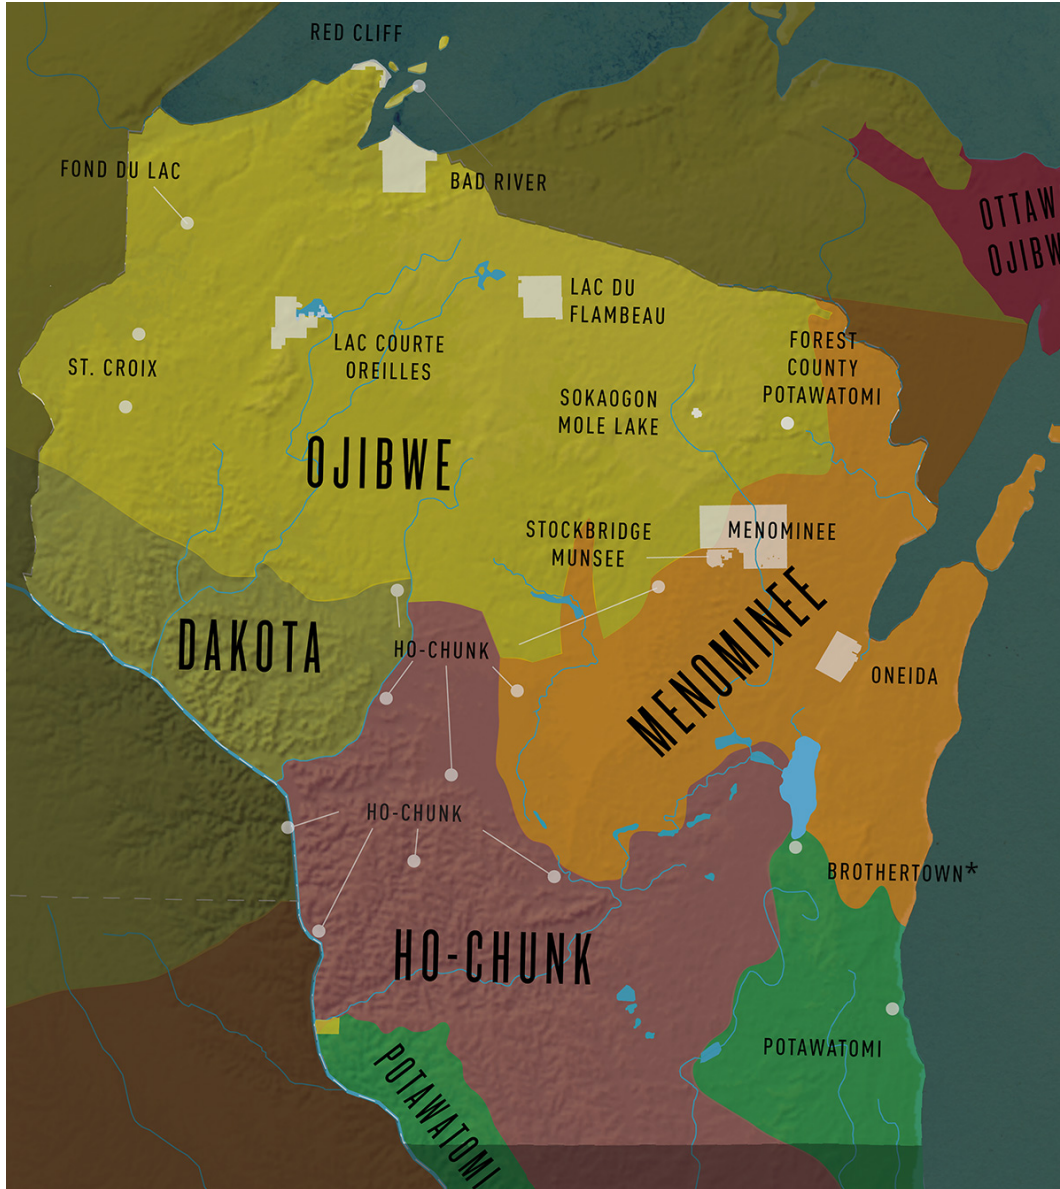 RED CLIFF
FOND DU LAC
BAD RIVER
OTTAW
OJIBW
LAC DU
FLAMBEAU
LAC COURTE
OREILLES
ST. CROIX
FOREST
COUNTY
POTAWATOMI
SOKAOGON
MOLE LAKE
OJIBWE
STOCKBRIDGE
MUNSEE
MENOMINEE
DAKOTA
HO-CHUNK
MENOMINEE
ONEIDA
HO-CHUNK
BROTHERTOWN*
HO-CHUNK
POTAWATOMI
POTAWATOMI